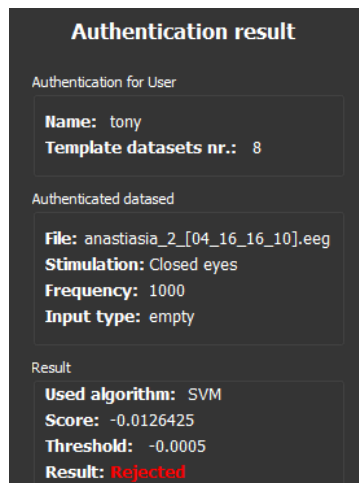 Authentication result
Authentication for User
Name: tony
Template datasets nr.: 8
Authenticated datased
File: anastiasia_2_[04_16_16_10].eeg
Stimulation: Closed eyes
Frequency: 1000
Input type: empty
Result
Used algorithm: SVM
Score: -0.0126425
Threshold: -0.0005
Result: Rejected